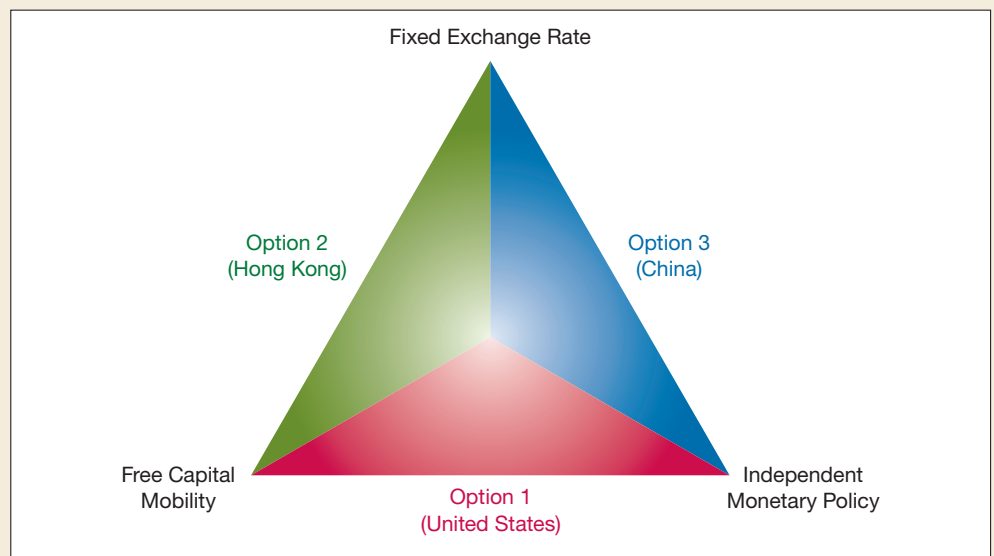 Fixed Exchange Rate
Option 2
(Hong Kong)
Option 3
(China)
Free Capital
Mobility
Independent
Monetary Policy
Option 1
(United States)